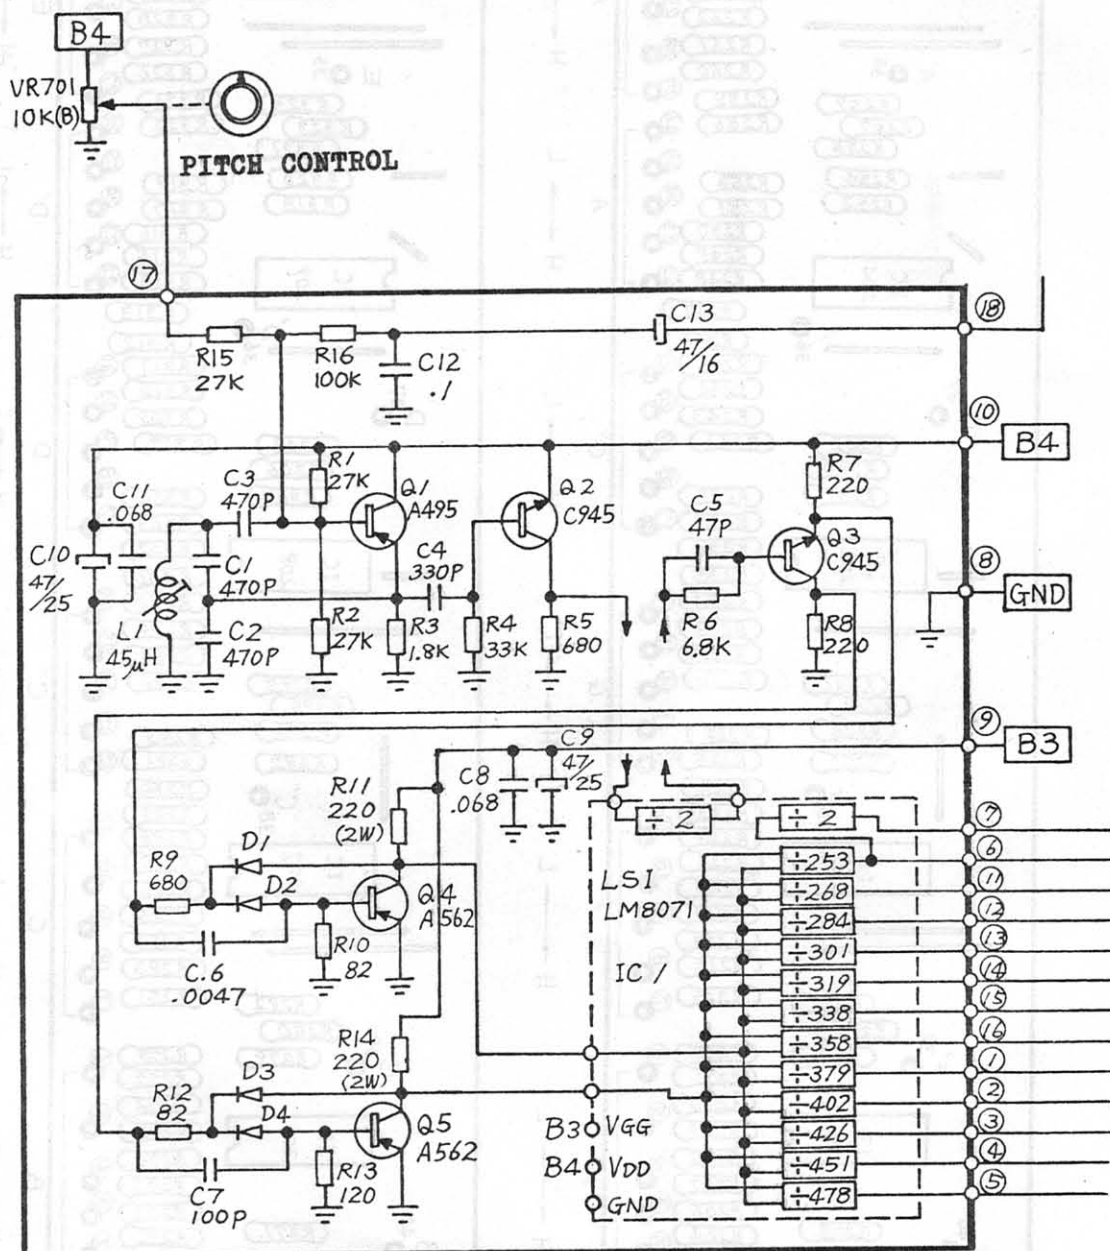 B4
VR701
10K(B)
PITCH CONTROL
17
R15
27K
R16
100K
C12
.1
C13
47/16
18
10
B4
C11
.068
C10
47/25
L1
45µH
C3
470P
C1
470P
C2
470P
R1
27K
R2
27K
Q1
A495
C4
330P
R3
1.8K
R4
33K
Q2
C945
R5
680
C5
47P
R6
6.8K
R7
220
Q3
C945
R8
220
8
GND
9
B3
R11
220
(2W)
C8
.068
C9
47/25
R9
680
D1
D2
C.6
.0047
R10
82
Q4
A562
R14
220
(2W)
R12
82
D3
D4
C7
100P
R13
120
Q5
A562
÷ 2
÷ 2
7
LSI
LM8071
IC 1
÷253
6
÷268
11
÷284
12
÷301
13
÷319
14
÷338
15
÷358
16
÷379
1
÷402
2
÷426
3
÷451
4
÷478
5
B3 VGG
B4 VDD
GND